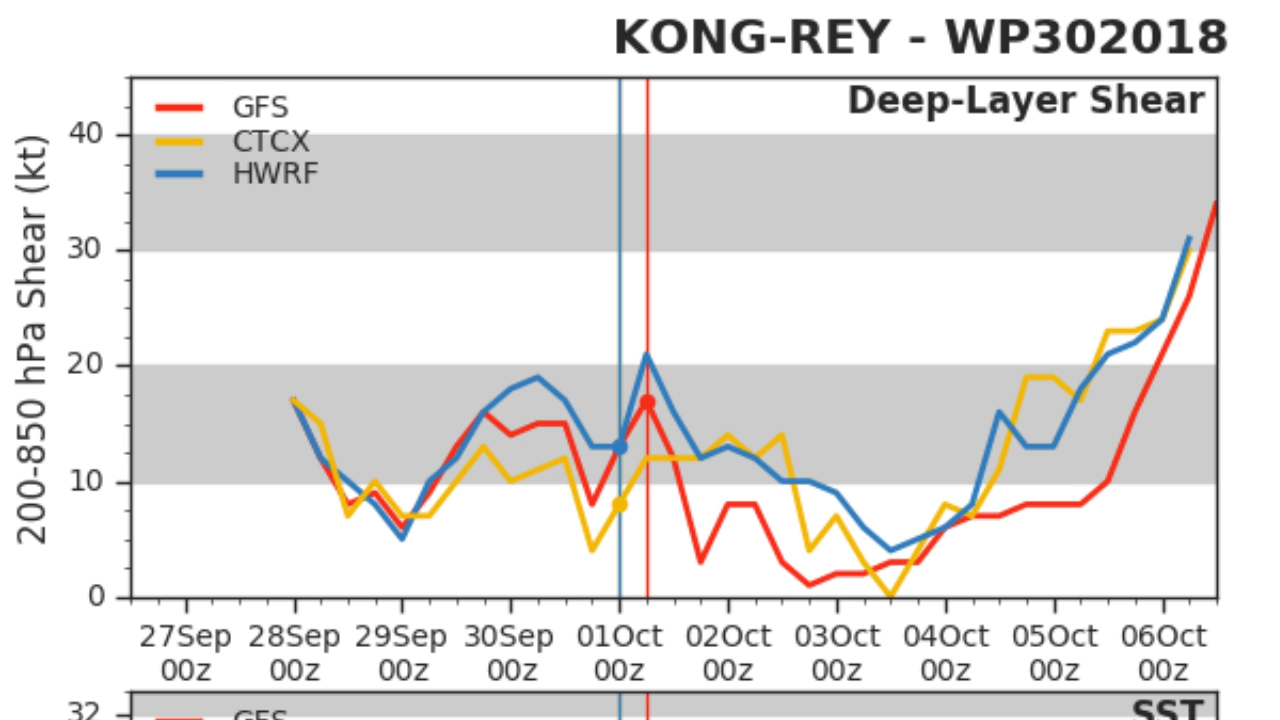 KONG-REY - WP302018
Deep-Layer Shear
GFS
CTCX
HWRF
200-850 hPa Shear (kt)
40
30
20
10
0
27Sep 28Sep 29Sep 30Sep 01Oct 02Oct 03Oct 04Oct 05Oct 06Oct
00z 00z 00z 00z 00z 00z 00z 00z 00z 00z
32
GFS
SST